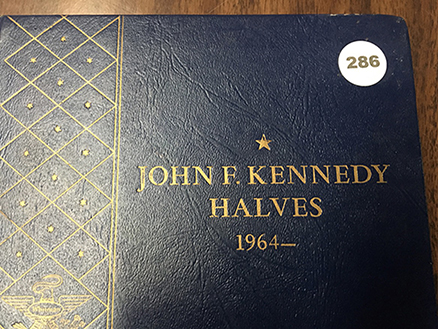 286
JOHN F. KENNEDY
HALVES
1964—